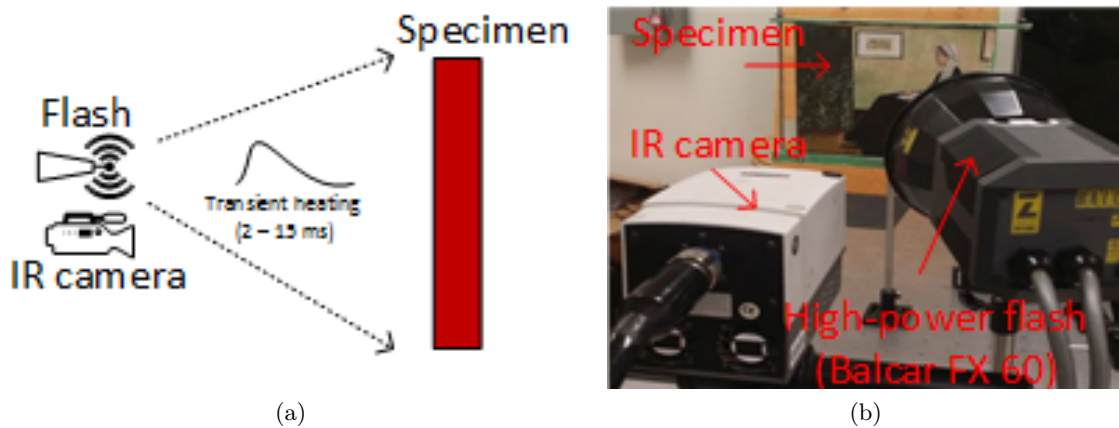 Flash
IR camera
Transient heating
(2 – 15 ms)
Specimen
(a)
Specimen
IR camera
High-power flash
(Balcar FX 60)
(b)